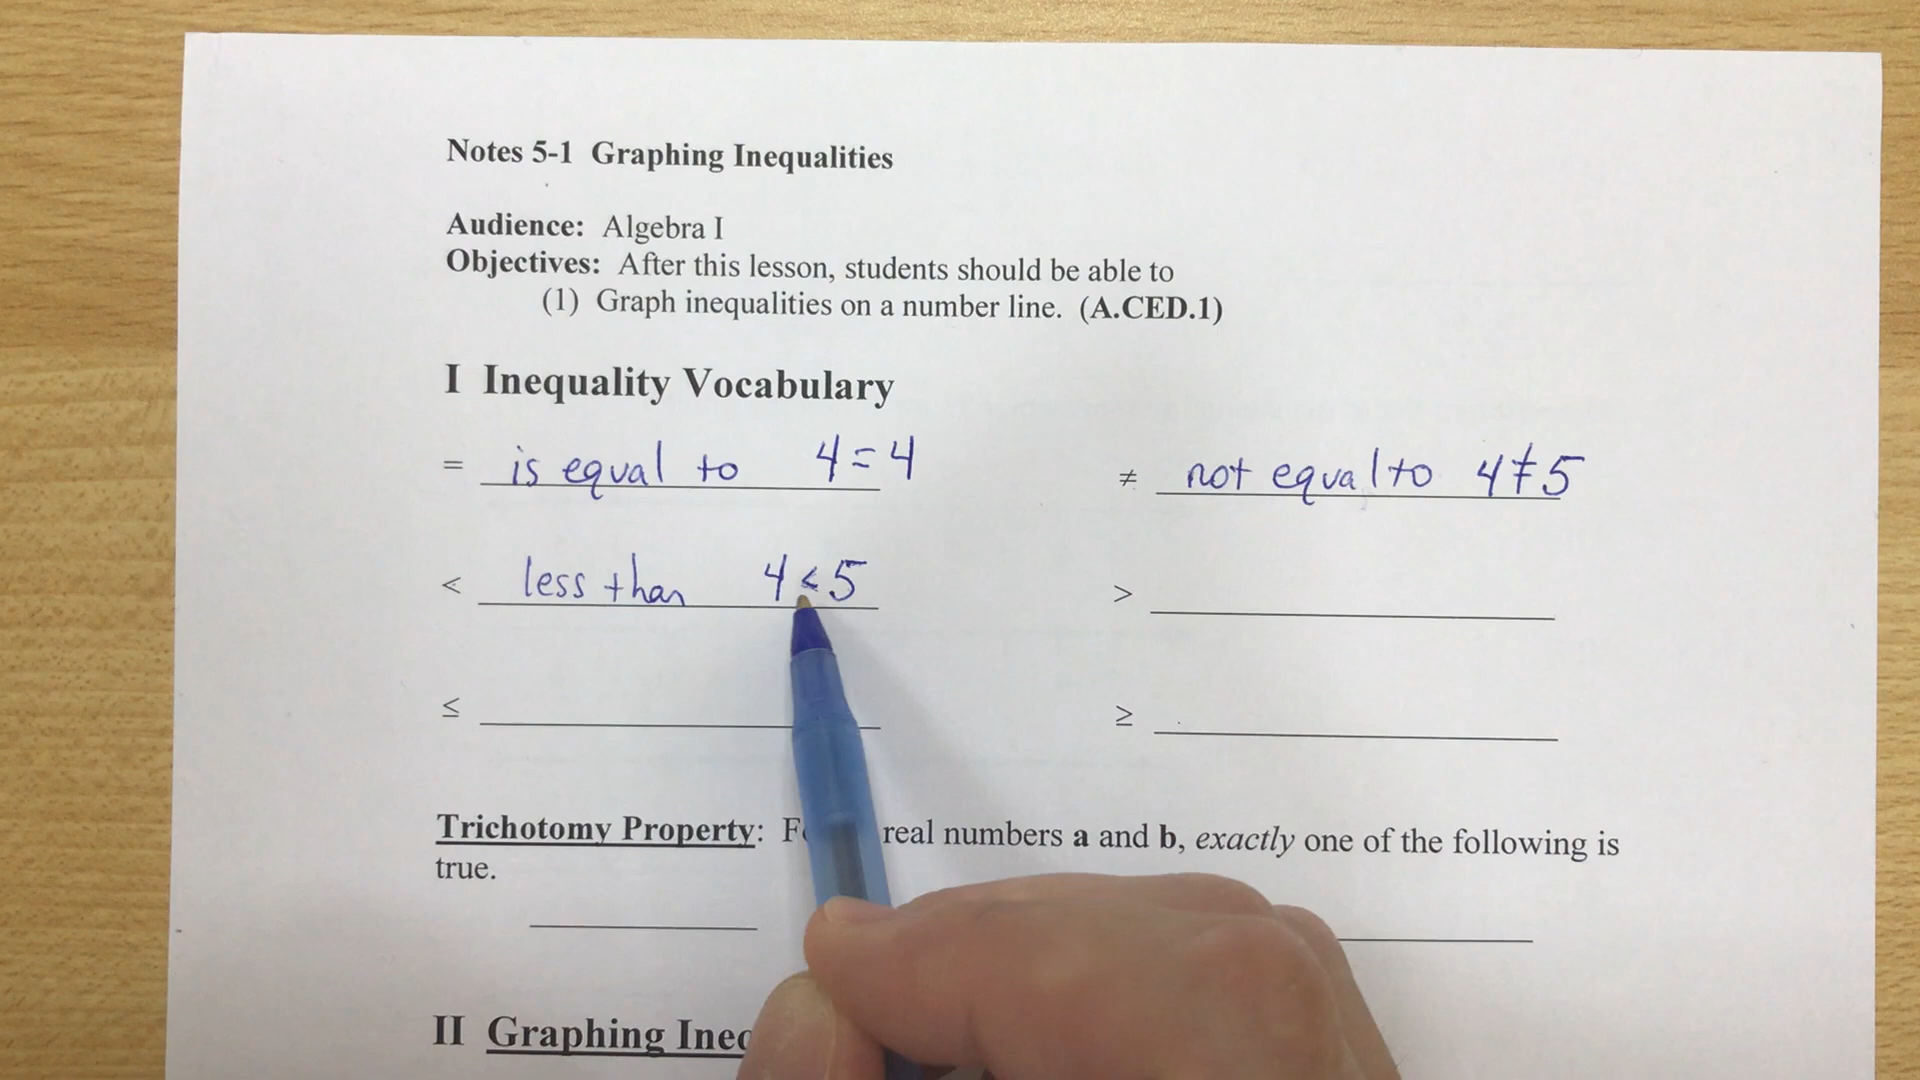 Notes 5-1 Graphing Inequalities
Audience: Algebra I
Objectives: After this lesson, students should be able to
(1) Graph inequalities on a number line. (A.CED.1)
I Inequality Vocabulary
= is equal to 4 = 4
≠ not equal to 4 ≠ 5
< less than 4 < 5
>
≤
≥
Trichotomy Property: real numbers a and b, exactly one of the following is
true.
II Graphing